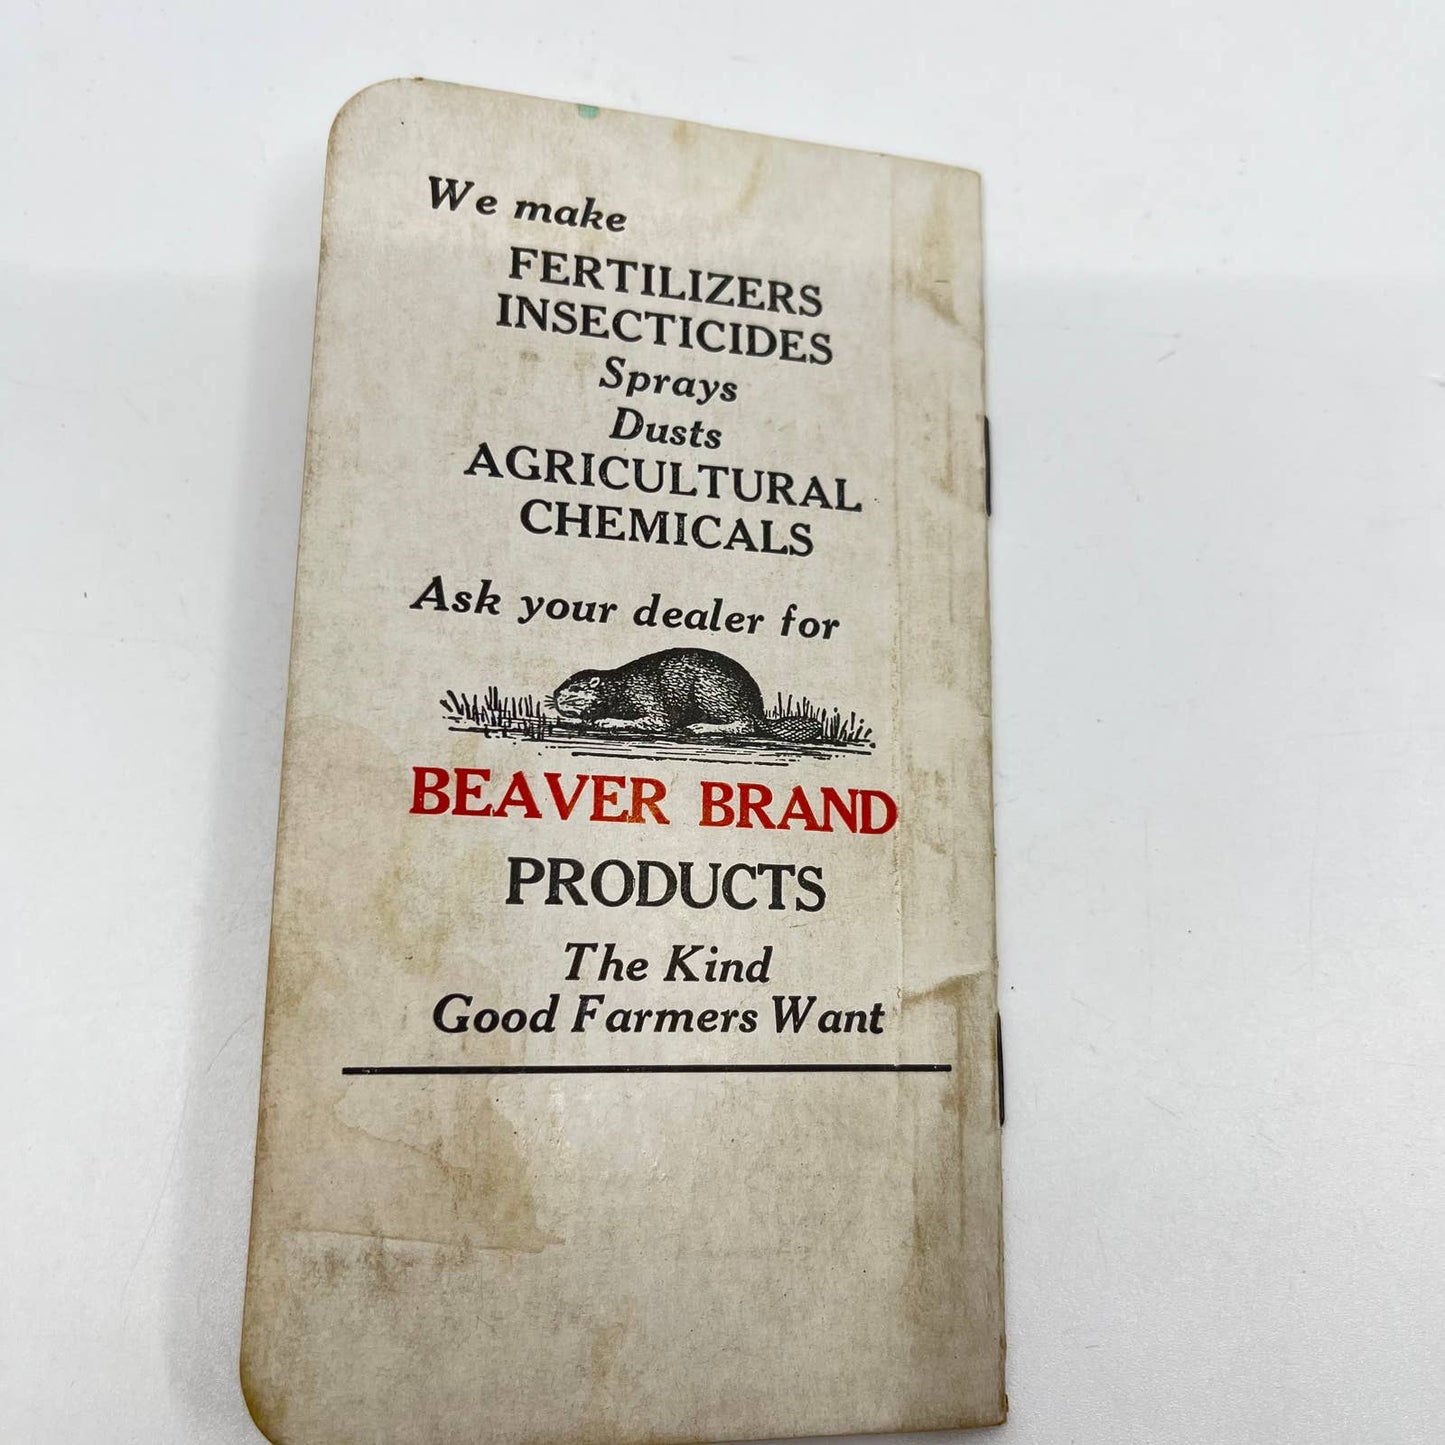 We make
FERTILIZERS
INSECTICIDES
Sprays
Dusts
AGRICULTURAL
CHEMICALS
Ask your dealer for
BEAVER BRAND
PRODUCTS
The Kind
Good Farmers Want